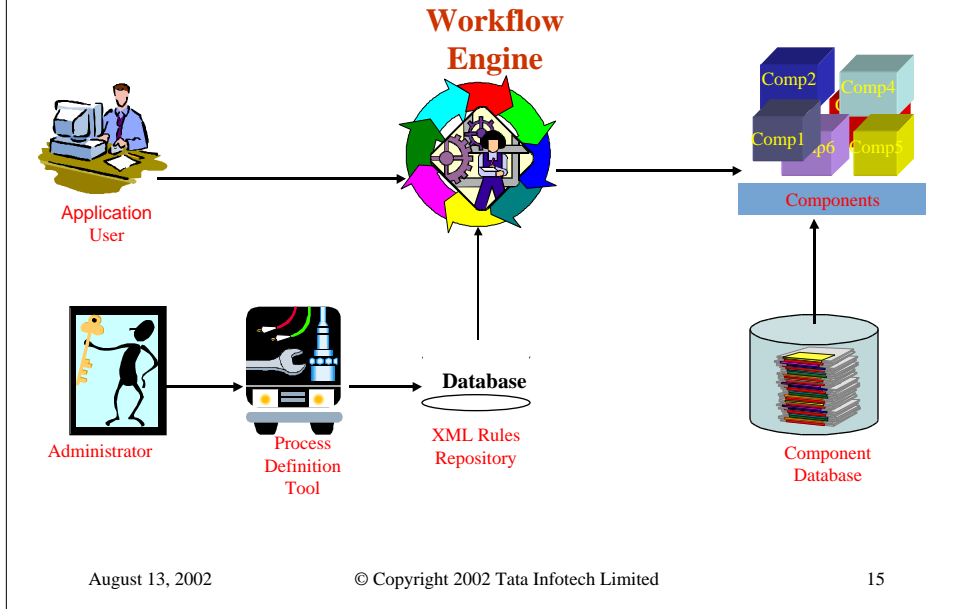 Workflow
Engine
Comp2
Comp4
Comp1
Comp5
Application
User
Components
Database
Administrator
Process
Definition
Tool
XML Rules
Repository
Component
Database
August 13, 2002
© Copyright 2002 Tata Infotech Limited
15